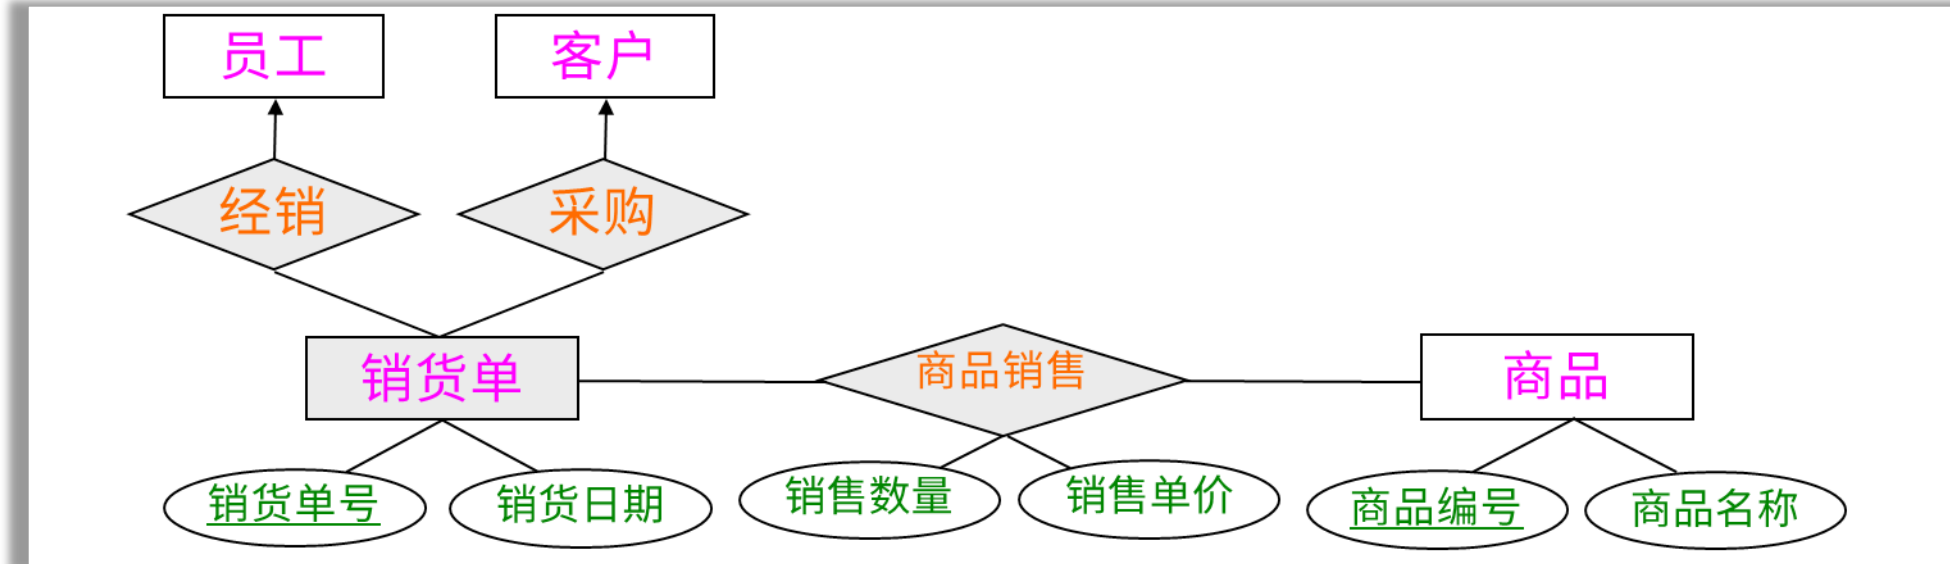 员工
客户
经销
采购
销货单
商品销售
商品
销货单号
销货日期
销售数量
销售单价
商品编号
商品名称